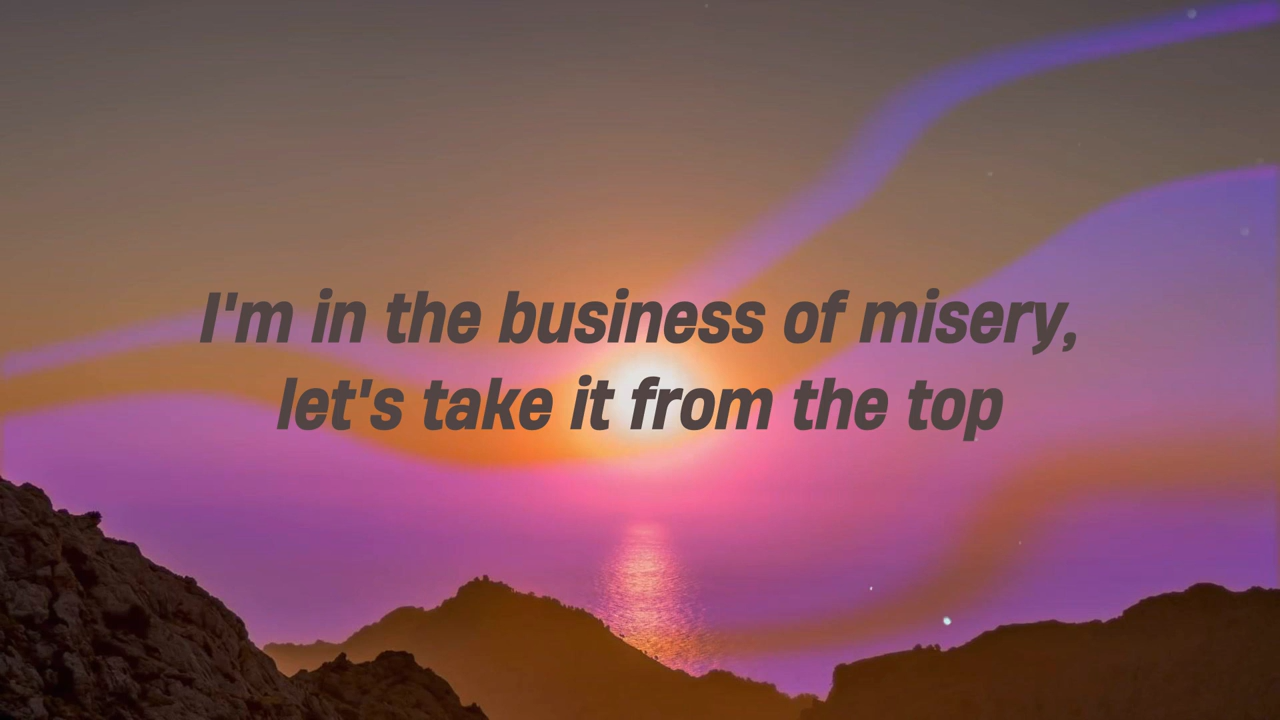 I'm in the business of misery,
let's take it from the top